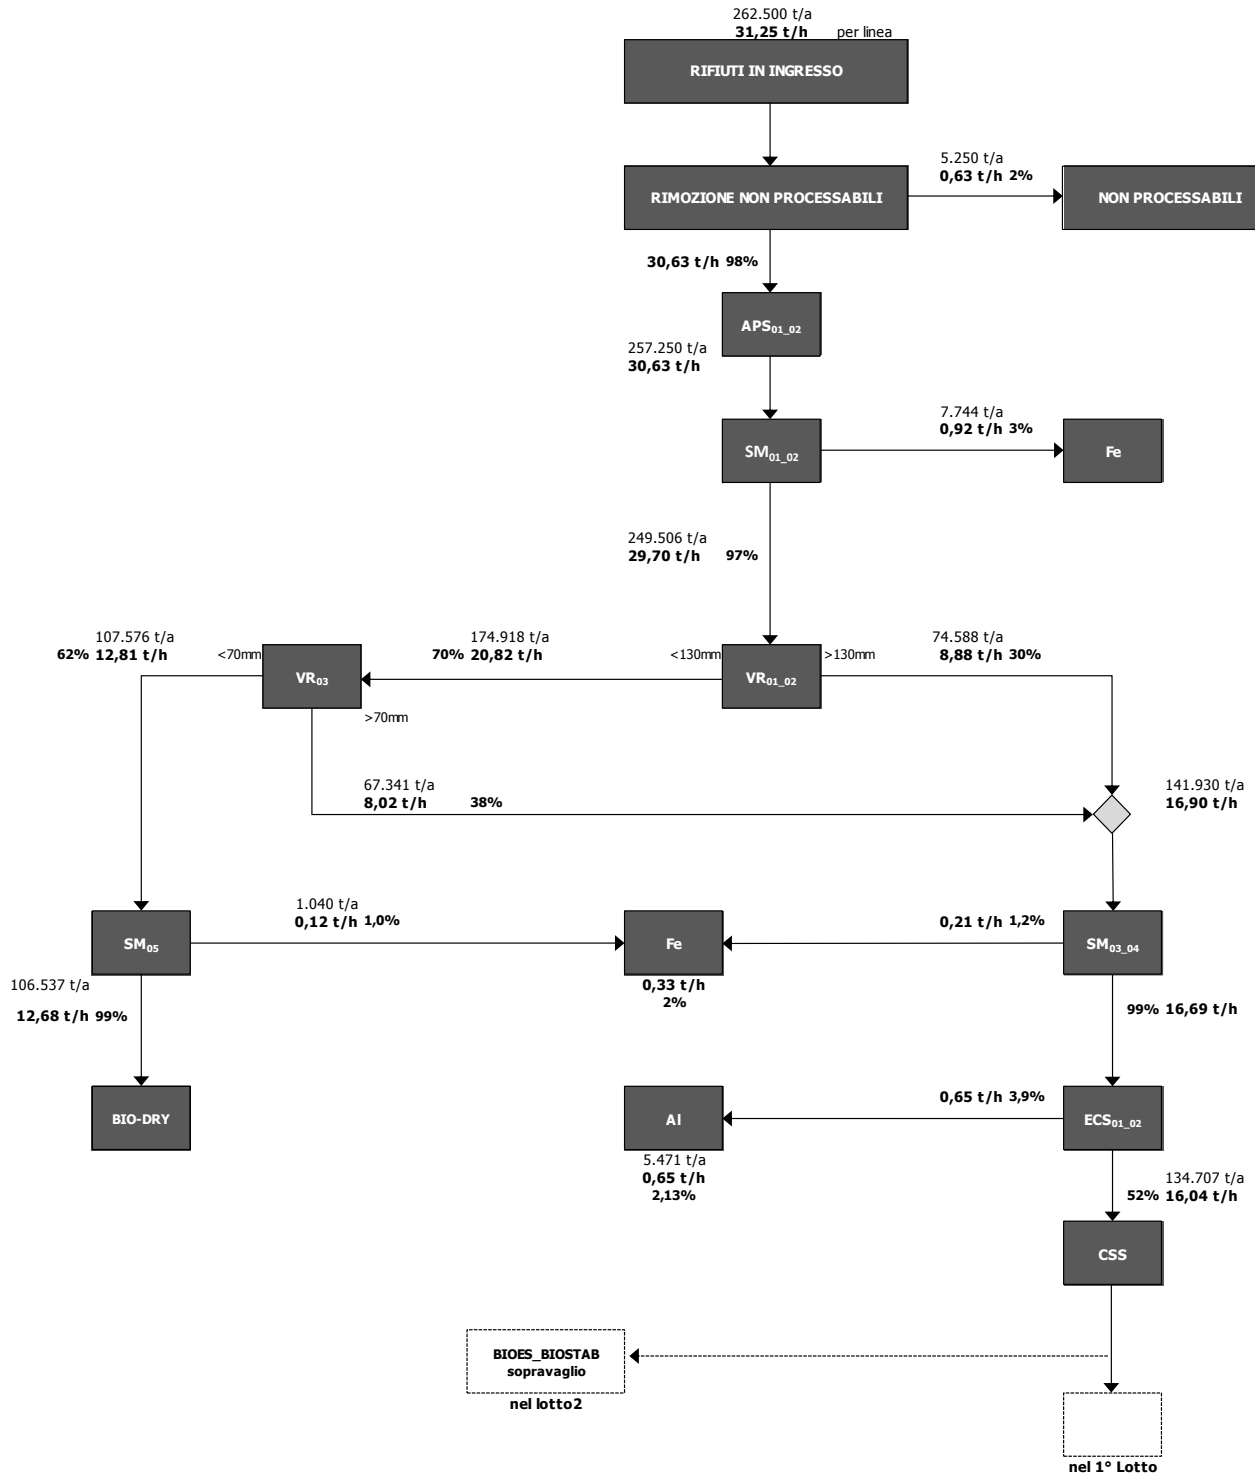 262.500 t/a
31,25 t/h per linea
RIFIUTI IN INGRESSO
5.250 t/a
0,63 t/h 2%
RIMOZIONE NON PROCESSABILI
NON PROCESSABILI
30,63 t/h 98%
APS01_02
257.250 t/a
30,63 t/h
7.744 t/a
0,92 t/h 3%
SM01_02
Fe
249.506 t/a
29,70 t/h 97%
107.576 t/a
62% 12,81 t/h
<70mm
VR03
>70mm
174.918 t/a
70% 20,82 t/h
<130mm
VR01_02
>130mm
74.588 t/a
8,88 t/h 30%
67.341 t/a
8,02 t/h 38%
141.930 t/a
16,90 t/h
1.040 t/a
0,12 t/h 1,0%
SM05
Fe
0,21 t/h 1,2%
SM03_04
0,33 t/h
2%
106.537 t/a
12,68 t/h 99%
99% 16,69 t/h
BIO-DRY
Al
0,65 t/h 3,9%
ECS01_02
5.471 t/a
0,65 t/h
2,13%
134.707 t/a
52% 16,04 t/h
CSS
BIOES_BIOSTAB
sopravaglio
nel lotto2
nel 1° Lotto